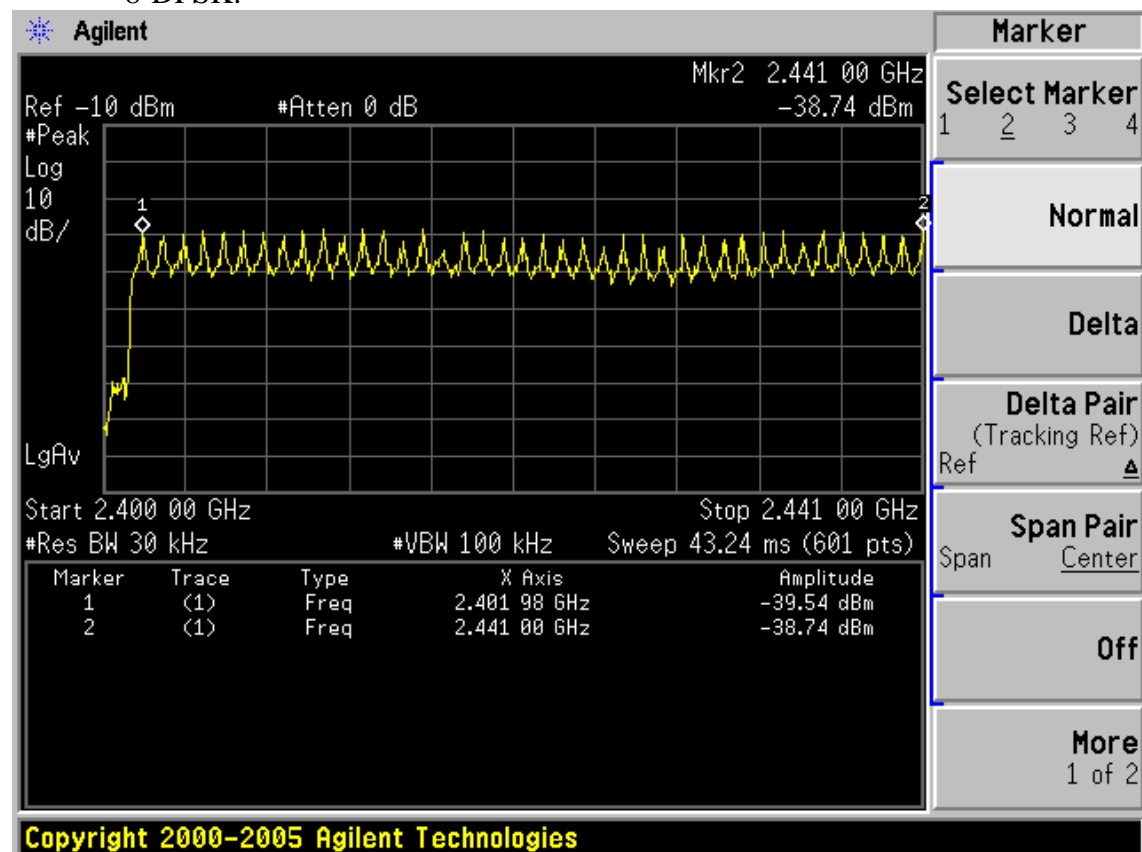 Agilent
Marker
Mkr2 2.441 00 GHz
Ref -10 dBm #Atten 0 dB -38.74 dBm
#Peak
Log
10
dB/
1
2
LgAv
Start 2.400 00 GHz Stop 2.441 00 GHz
#Res BW 30 kHz #VBW 100 kHz Sweep 43.24 ms (601 pts)
Marker Trace Type X Axis Amplitude
1 (1) Freq 2.401 98 GHz -39.54 dBm
2 (1) Freq 2.441 00 GHz -38.74 dBm
Select Marker
1 2 3 4
Normal
Delta
Delta Pair
(Tracking Ref)
Ref Δ
Span Pair
Span Center
Off
More
1 of 2
Copyright 2000-2005 Agilent Technologies